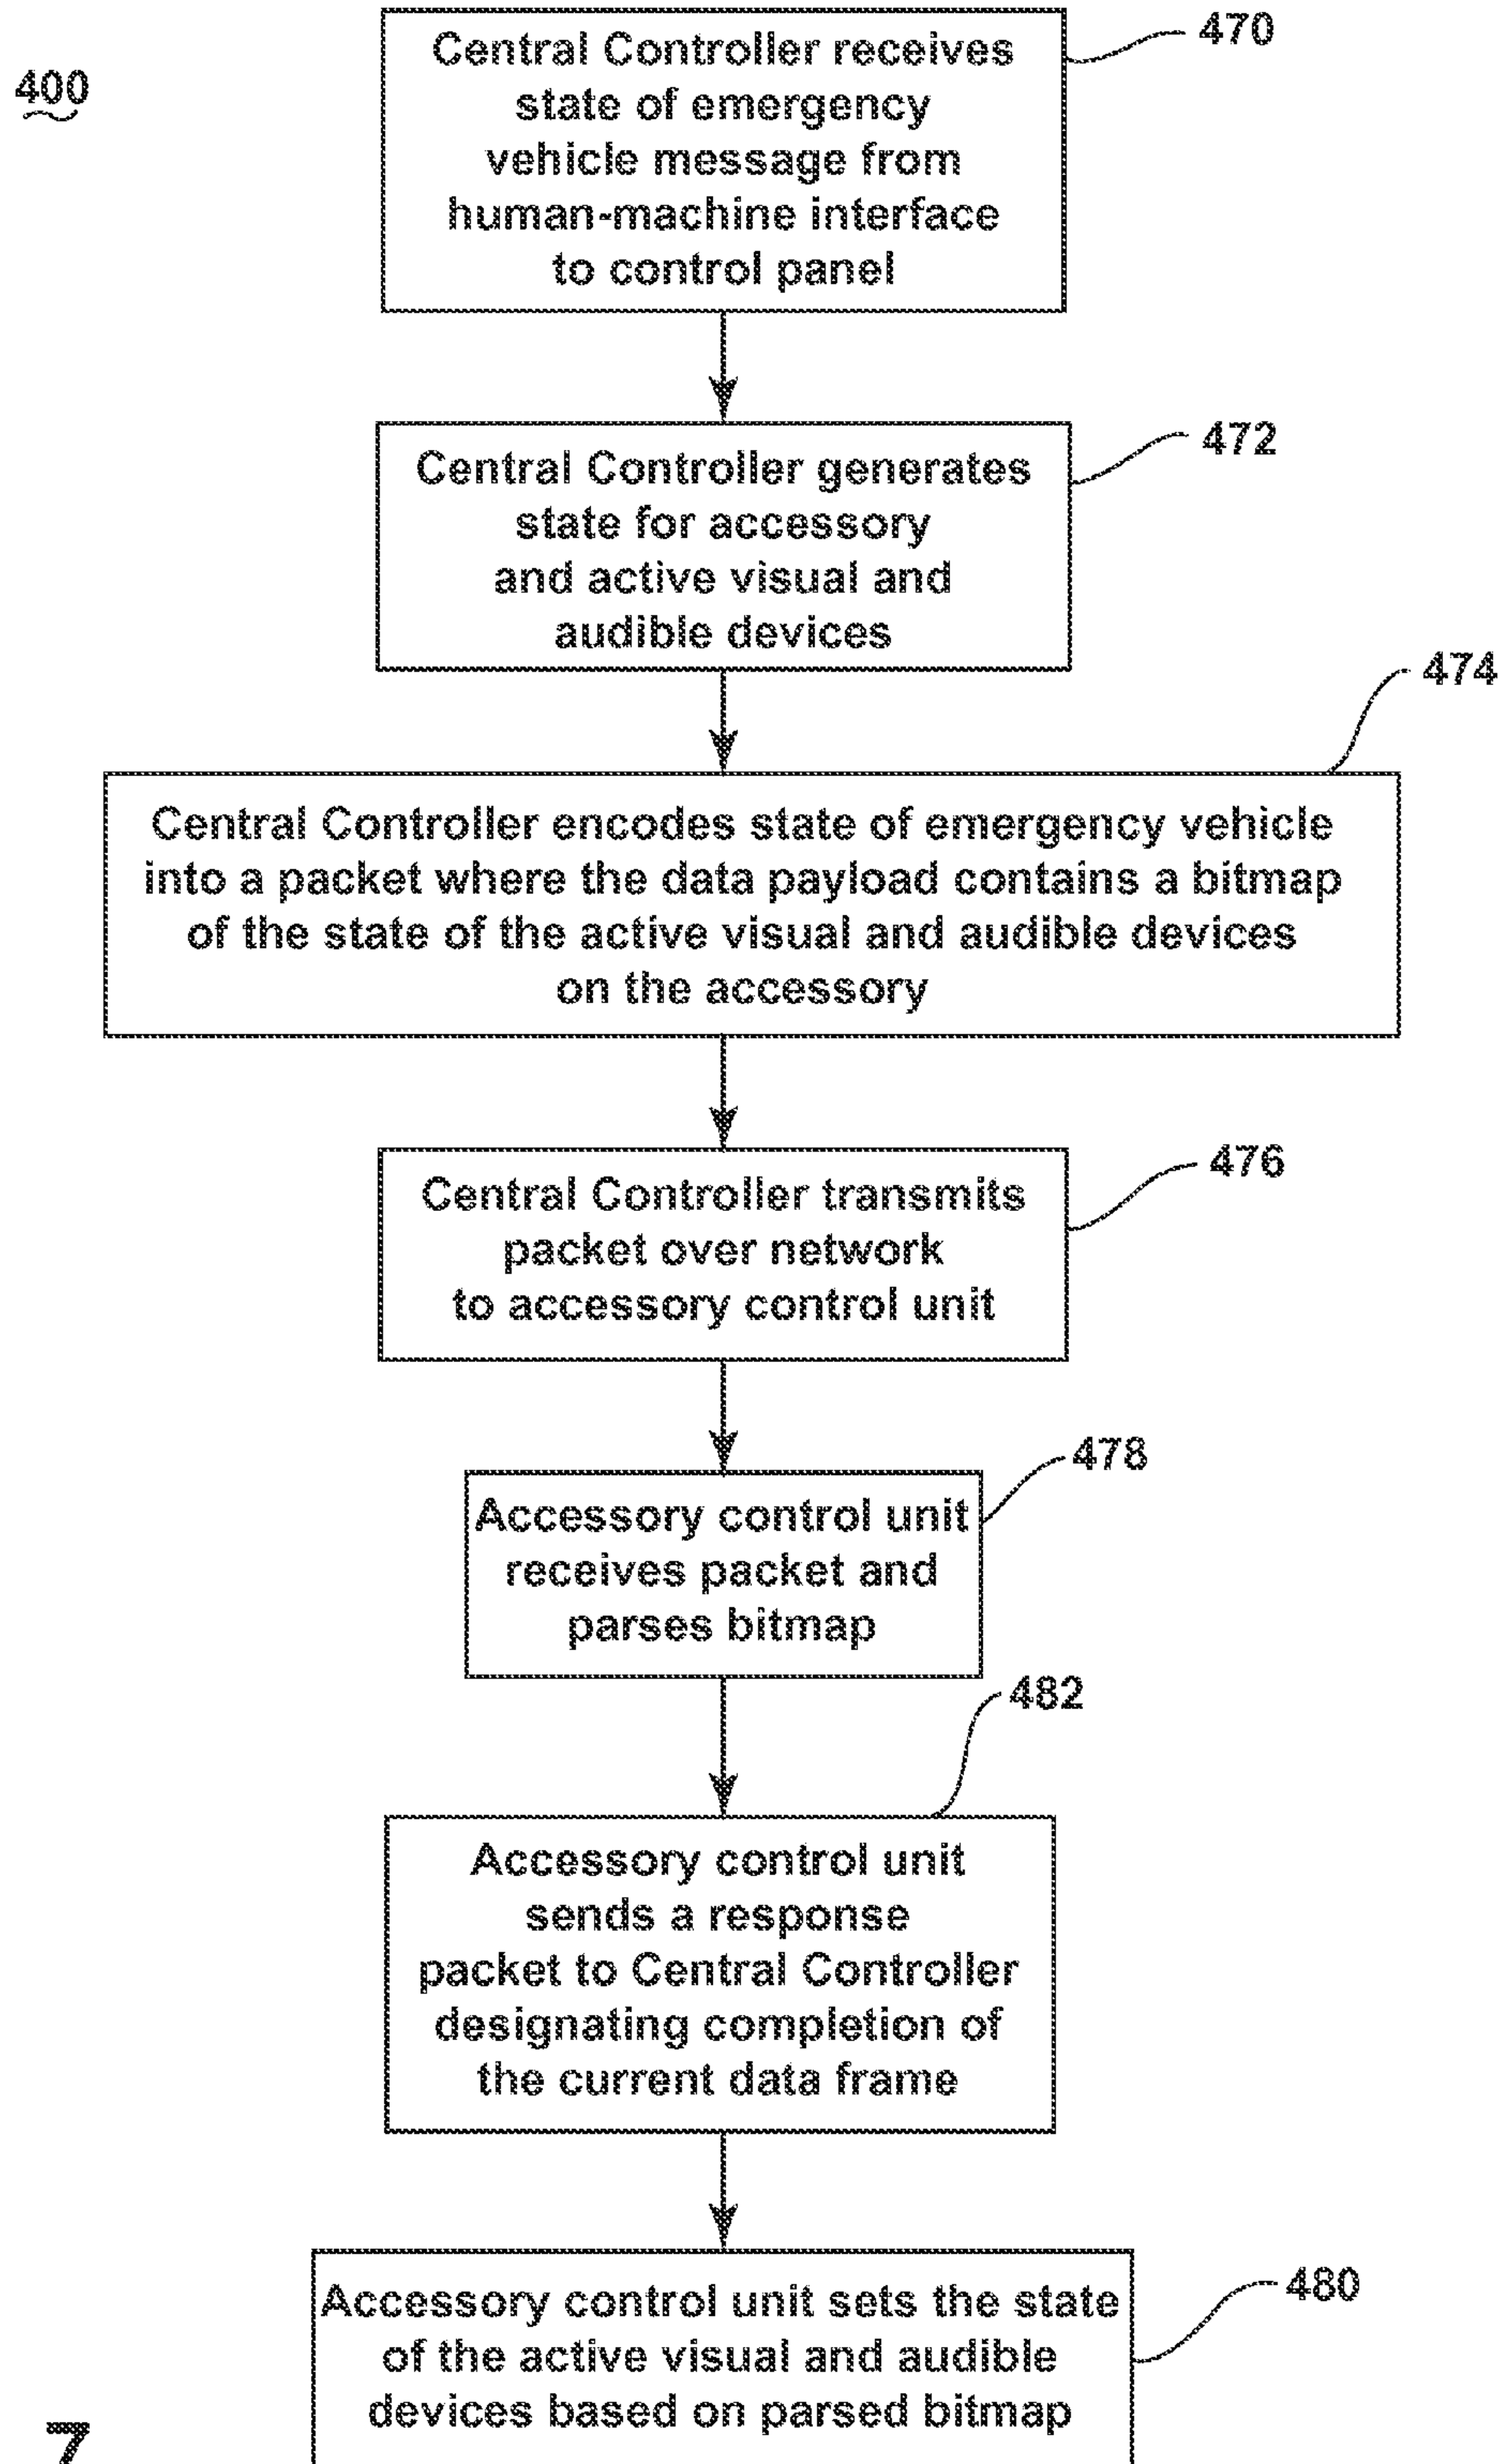 470
400
Central Controller receives
state of emergency
vehicle message from
human-machine interface
to control panel
472
Central Controller generates
state for accessory
and active visual and
audible devices
474
Central Controller encodes state of emergency vehicle
into a packet where the data payload contains a bitmap
of the state of the active visual and audible devices
on the accessory
476
Central Controller transmits
packet over network
to accessory control unit
478
Accessory control unit
receives packet and
parses bitmap
482
Accessory control unit
sends a response
packet to Central Controller
designating completion of
the current data frame
480
Accessory control unit sets the state
of the active visual and audible
devices based on parsed bitmap
7